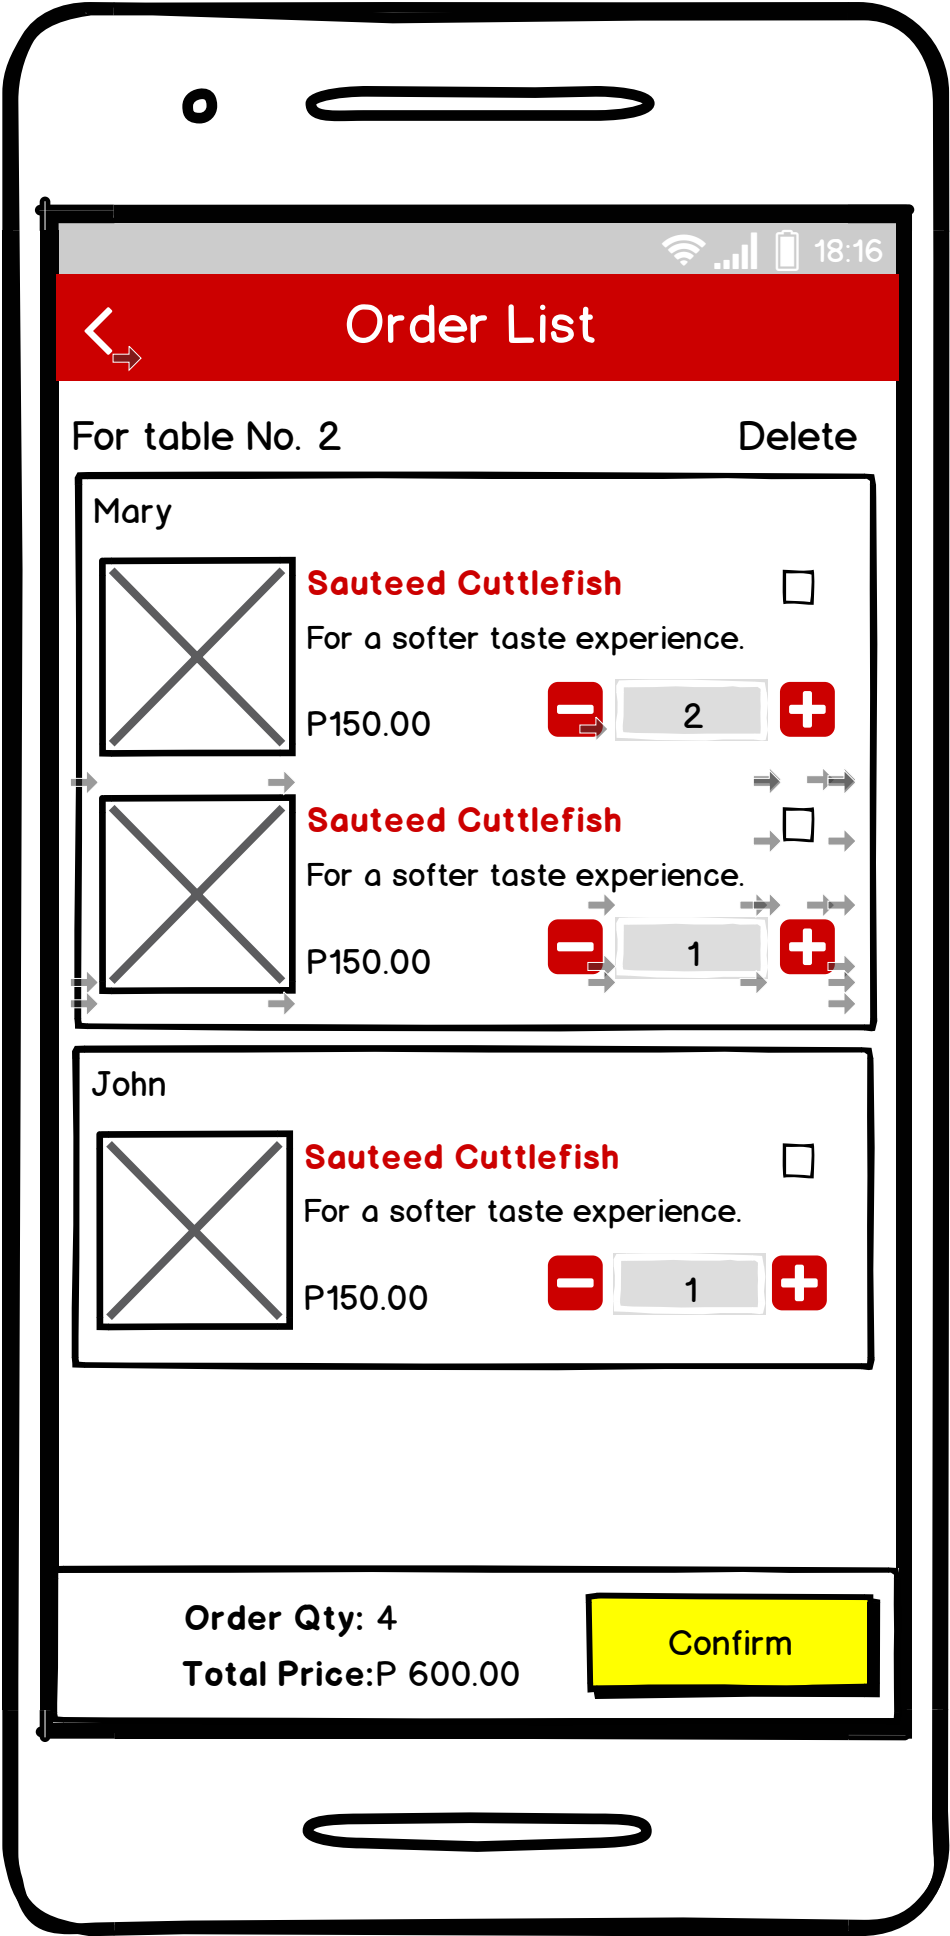 18:16
Order List
For table No. 2 Delete
Mary
Sauteed Cuttlefish
For a softer taste experience.
P150.00 2
Sauteed Cuttlefish
For a softer taste experience.
P150.00 1
John
Sauteed Cuttlefish
For a softer taste experience.
P150.00 1
Order Qty: 4
Total Price:P 600.00
Confirm